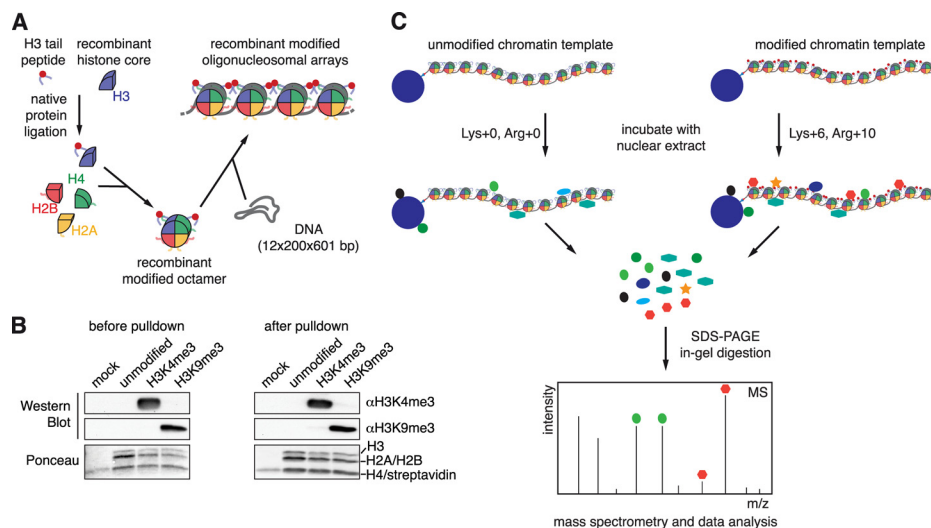 A
H3 tail
peptide
recombinant
histone core
H3
native
protein
ligation
H4
H2B
H2A
recombinant
modified octamer
recombinant modified
oligonucleosomal arrays
DNA
(12x200x601 bp)
B
before pulldown
after pulldown
mock
unmodified
H3K4me3
H3K9me3
mock
unmodified
H3K4me3
H3K9me3
Western
Blot
αH3K4me3
αH3K9me3
Ponceau
H3
H2A/H2B
H4/streptavidin
C
unmodified chromatin template
modified chromatin template
Lys+0, Arg+0
incubate with
nuclear extract
Lys+6, Arg+10
SDS-PAGE
in-gel digestion
intensity
MS
m/z
mass spectrometry and data analysis